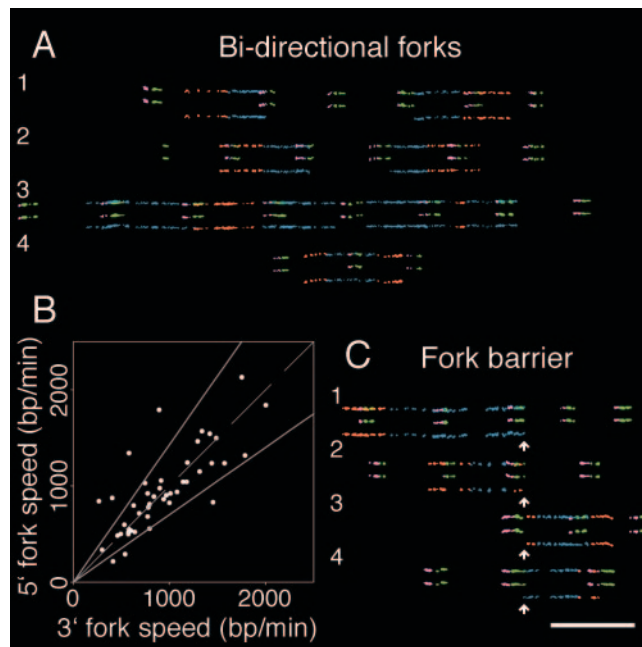 A Bi-directional forks
1
2
3
4
B
5' fork speed (bp/min)
2000
1000
0
0 1000 2000
3' fork speed (bp/min)
C Fork barrier
1
2
3
4